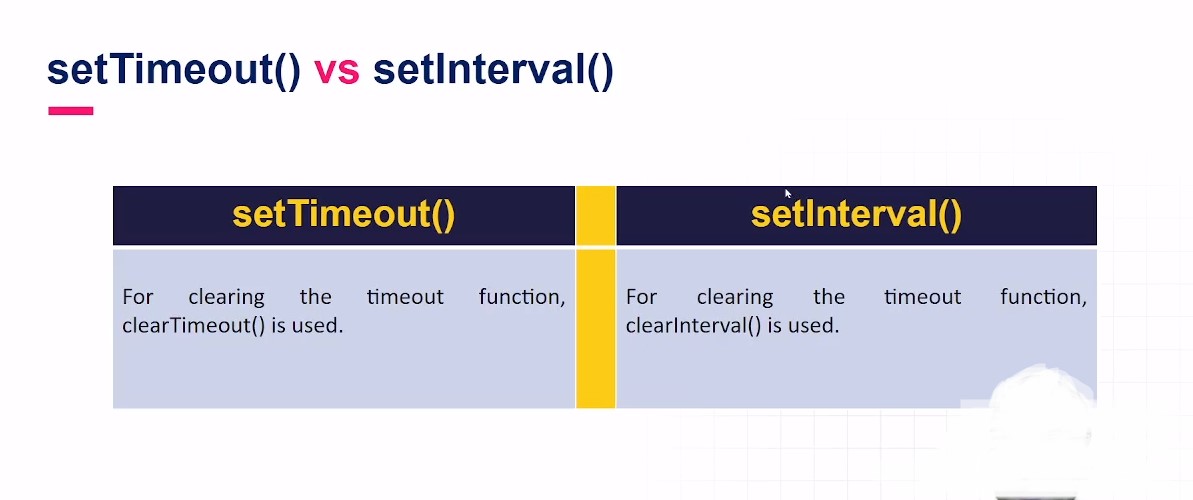 setTimeout() vs setInterval()
setTimeout()
setInterval()
For clearing the timeout function,
clearTimeout() is used.
For clearing the timeout function,
clearInterval() is used.